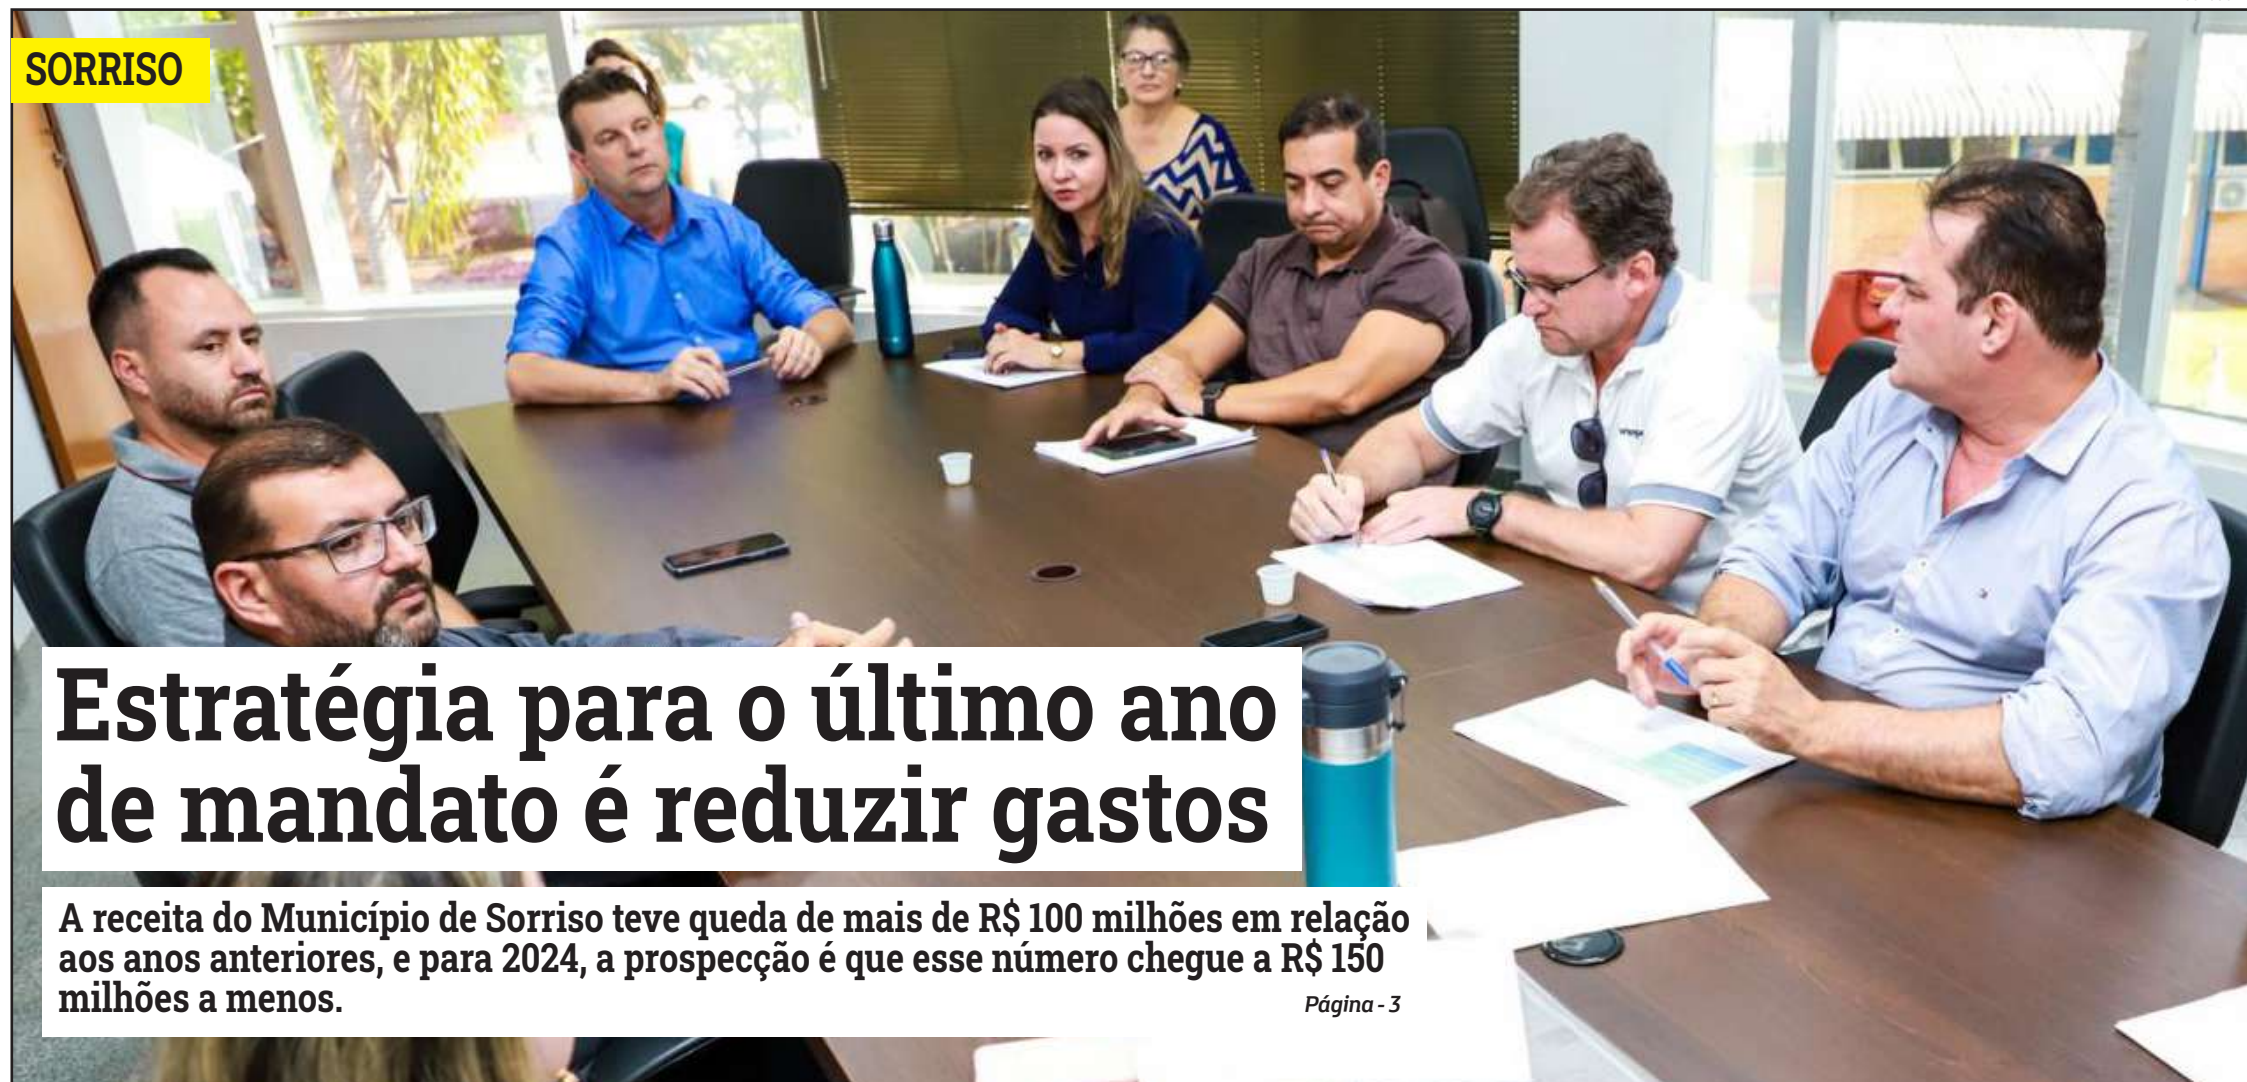 SORRISO
Estratégia para o último ano
de mandato é reduzir gastos
A receita do Município de Sorriso teve queda de mais de R$ 100 milhões em relação
aos anos anteriores, e para 2024, a prospecção é que esse número chegue a R$ 150
milhões a menos.
Página - 3